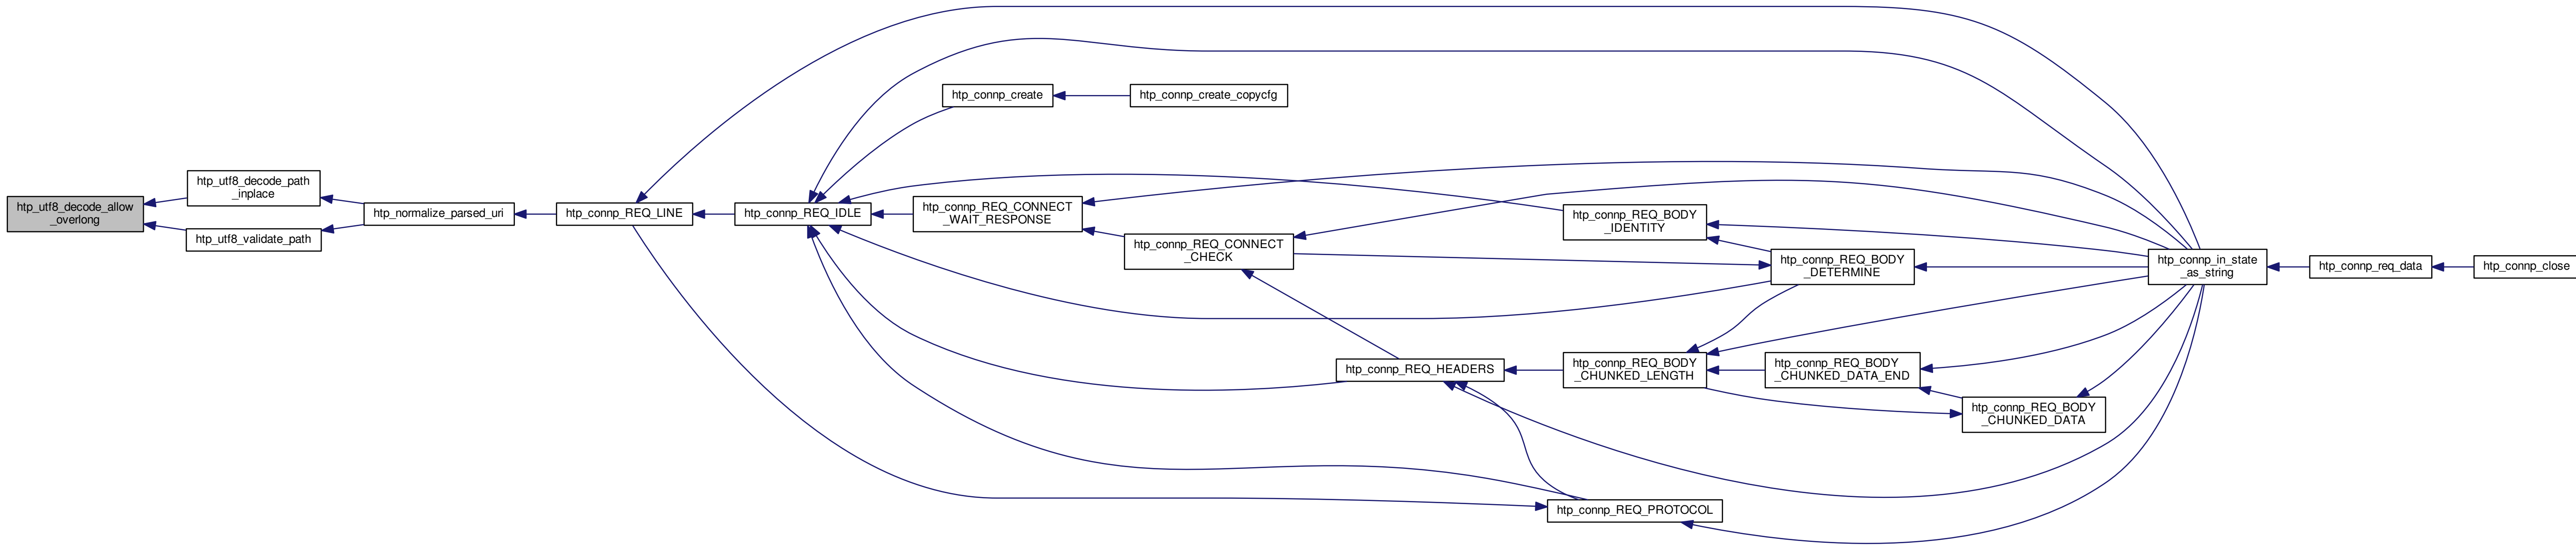 htp_utf8_decode_allow
_overlong
htp_utf8_decode_path
_inplace
htp_utf8_validate_path
htp_normalize_parsed_uri
htp_connp_REQ_LINE
htp_connp_REQ_IDLE
htp_connp_create
htp_connp_create_copycfg
htp_connp_REQ_CONNECT
_WAIT_RESPONSE
htp_connp_REQ_CONNECT
_CHECK
htp_connp_REQ_HEADERS
htp_connp_REQ_BODY
_IDENTITY
htp_connp_REQ_BODY
_DETERMINE
htp_connp_REQ_BODY
_CHUNKED_LENGTH
htp_connp_REQ_BODY
_CHUNKED_DATA_END
htp_connp_REQ_BODY
_CHUNKED_DATA
htp_connp_REQ_PROTOCOL
htp_connp_in_state
_as_string
htp_connp_req_data
htp_connp_close